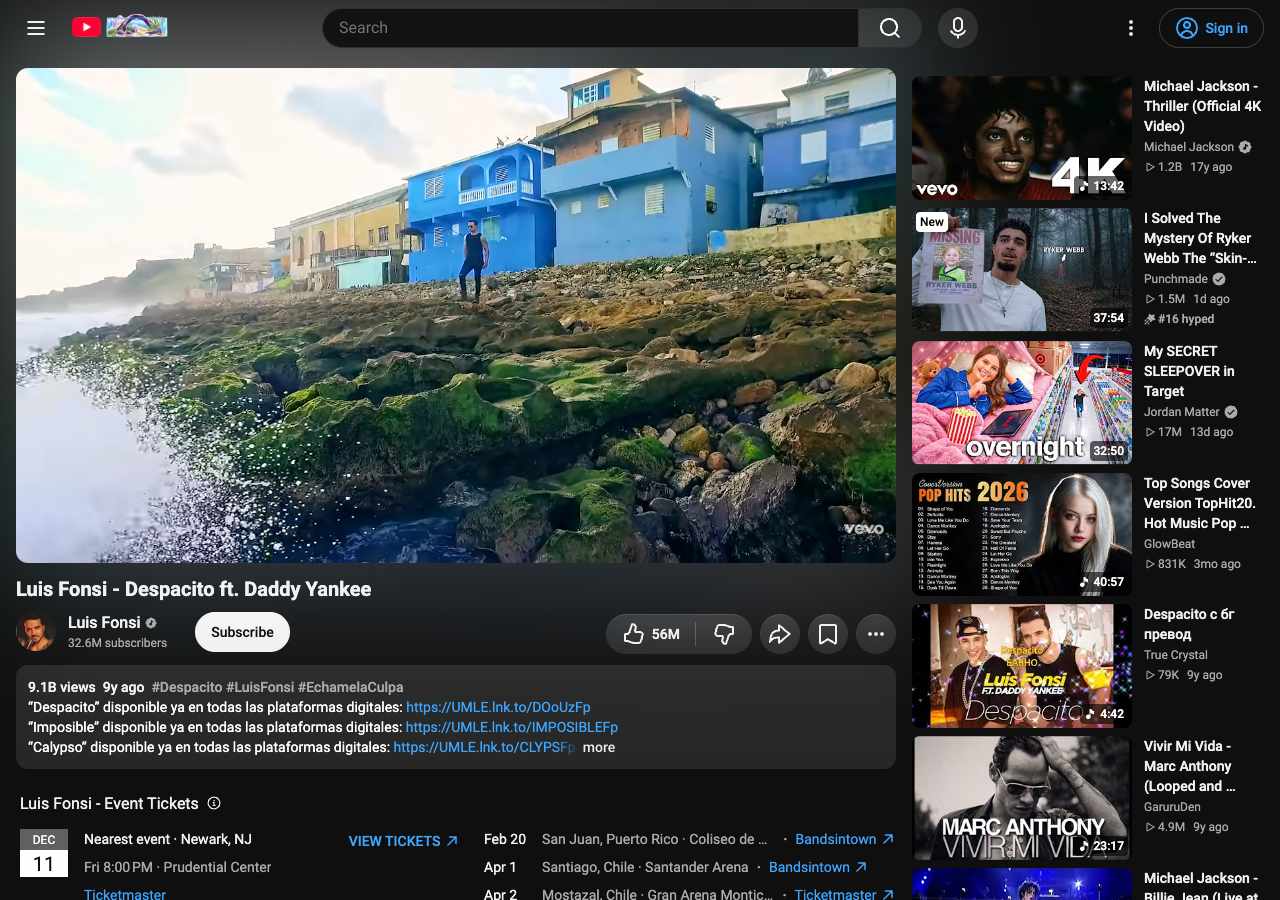 Search
Sign in
vevo
Luis Fonsi - Despacito ft. Daddy Yankee
Luis Fonsi
32.6M subscribers
Subscribe
56M
9.1B views 9y ago #Despacito #LuisFonsi #EchamelaCulpa
“Despacito” disponible ya en todas las plataformas digitales: https://UMLE.lnk.to/DOoUzFp
“Imposible” disponible ya en todas las plataformas digitales: https://UMLE.lnk.to/IMPOSIBLEFp
“Calypso” disponible ya en todas las plataformas digitales: https://UMLE.lnk.to/CLYPSFp more
Luis Fonsi - Event Tickets
DEC
11
Nearest event · Newark, NJ
Fri 8:00 PM · Prudential Center
Ticketmaster
VIEW TICKETS
Feb 20 San Juan, Puerto Rico · Coliseo de ... · Bandsintown
Apr 1 Santiago, Chile · Santander Arena · Bandsintown
Apr 2 Mostazal, Chile · Gran Arena Montic... · Ticketmaster
vevo
4K
13:42
Michael Jackson -
Thriller (Official 4K
Video)
Michael Jackson
1.2B 17y ago
New
MISSING
RYKER WEBB
RYKER WEBB
37:54
I Solved The
Mystery Of Ryker
Webb The “Skin-...
Punchmade
1.5M 1d ago
#16 hyped
overnight
32:50
My SECRET
SLEEPOVER in
Target
Jordan Matter
17M 13d ago
CoverVersion
POP HITS 2026
40:57
Top Songs Cover
Version TopHit20.
Hot Music Pop ...
GlowBeat
831K 3mo ago
Despacito
БАВНО
Luis Fonsi
FT. DADDY YANKEE
Despacito
4:42
Despacito с бг
превод
True Crystal
79K 9y ago
MARC ANTHONY
VIVIR MI VIDA
23:17
Vivir Mi Vida -
Marc Anthony
(Looped and ...
GaruruDen
4.9M 9y ago
Michael Jackson -
Billie Jean (Live at